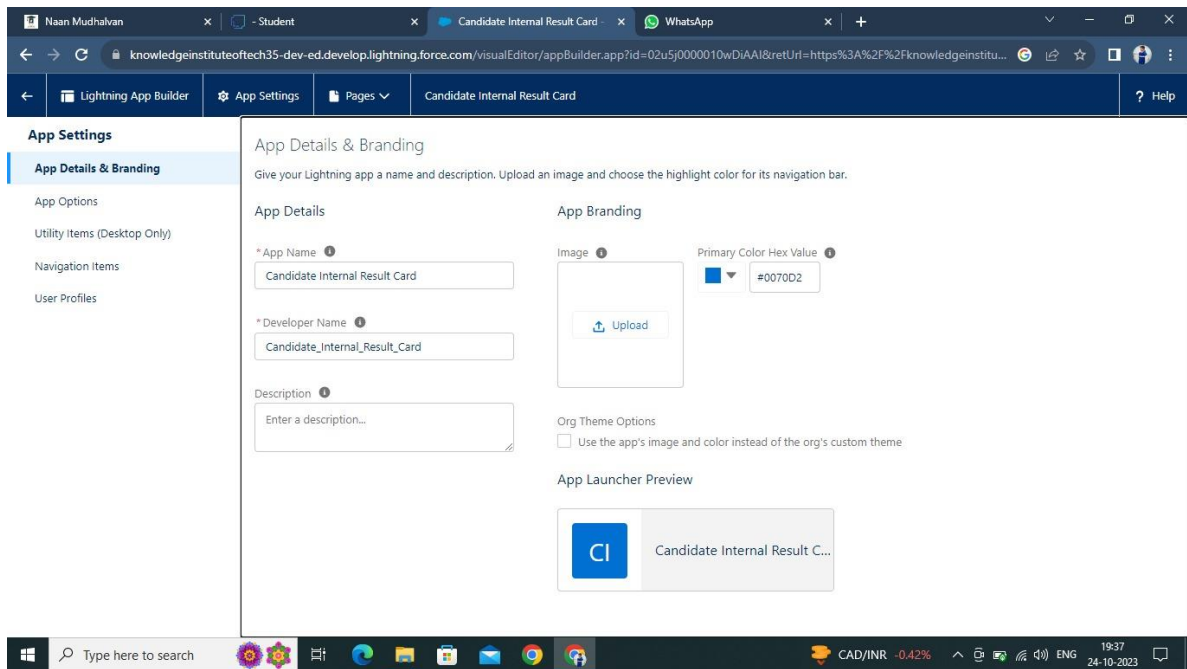 Naan Mudhalvan
- Student
Candidate Internal Result Card -
WhatsApp
knowledgeinstituteoftech35-dev-ed.develop.lightning.force.com/visualEditor/appBuilder.app?id=02u5j0000010wDiAAI&retUrl=https%3A%2F%2Fknowledgeinstitu...
Lightning App Builder
App Settings
Pages
Candidate Internal Result Card
? Help
App Settings
App Details & Branding
App Options
Utility Items (Desktop Only)
Navigation Items
User Profiles
App Details & Branding
Give your Lightning app a name and description. Upload an image and choose the highlight color for its navigation bar.
App Details
*App Name
Candidate Internal Result Card
*Developer Name
Candidate_Internal_Result_Card
Description
Enter a description...
App Branding
Image
Upload
Primary Color Hex Value
#0070D2
Org Theme Options
Use the app's image and color instead of the org's custom theme
App Launcher Preview
CI
Candidate Internal Result C...
Type here to search
CAD/INR -0.42%
ENG
19:37
24-10-2023